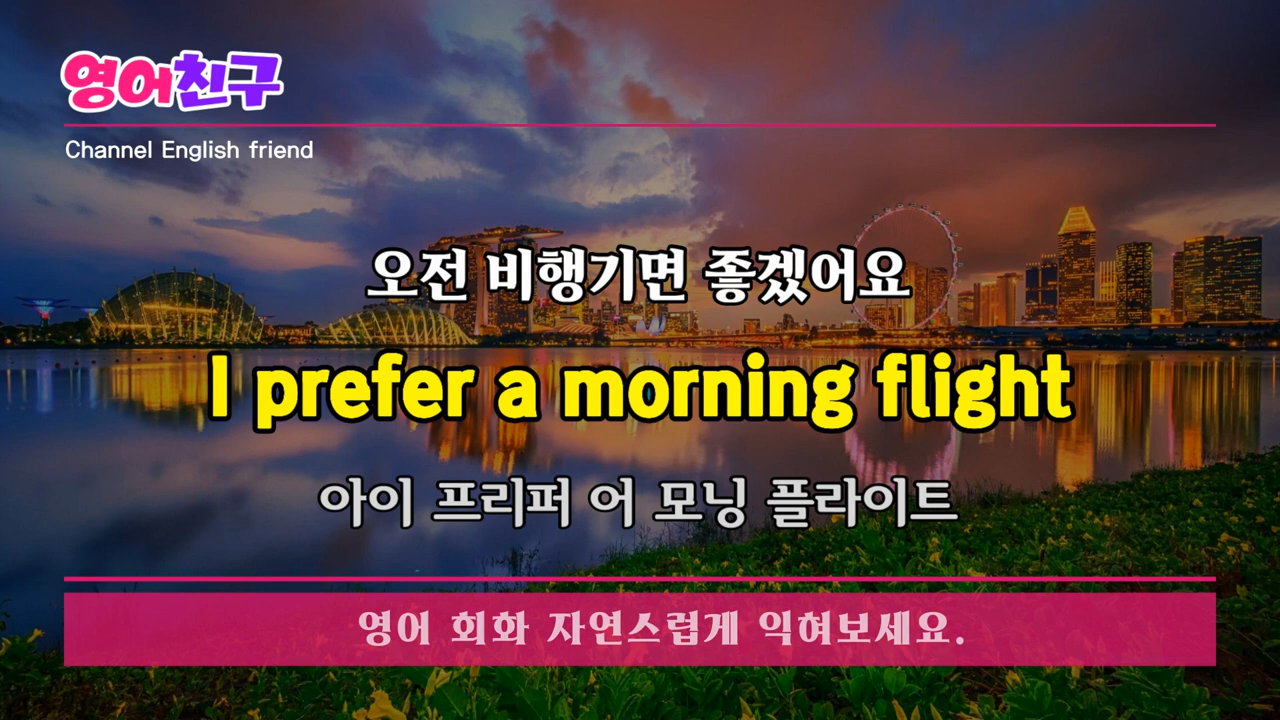 영어친구
Channel English friend
오전 비행기면 좋겠어요
I prefer a morning flight
아이 프리퍼 어 모닝 플라이트
영어 회화 자연스럽게 익혀보세요.